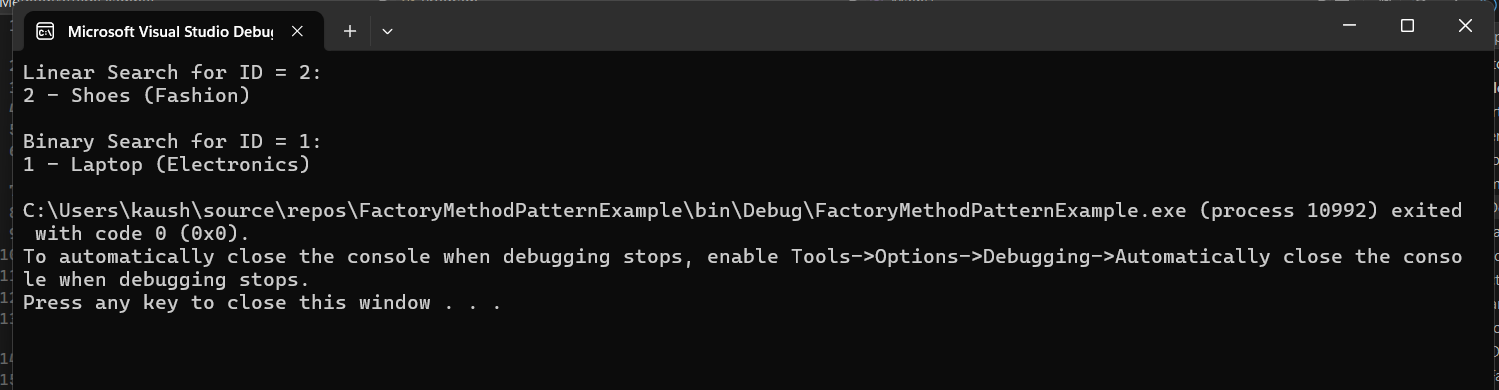 Microsoft Visual Studio Debu
Linear Search for ID = 2:
2 - Shoes (Fashion)
Binary Search for ID = 1:
1 - Laptop (Electronics)
C:\Users\kaush\source\repos\FactoryMethodPatternExample\bin\Debug\FactoryMethodPatternExample.exe (process 10992) exited
with code 0 (0x0).
To automatically close the console when debugging stops, enable Tools->Options->Debugging->Automatically close the conso
le when debugging stops.
Press any key to close this window . . .